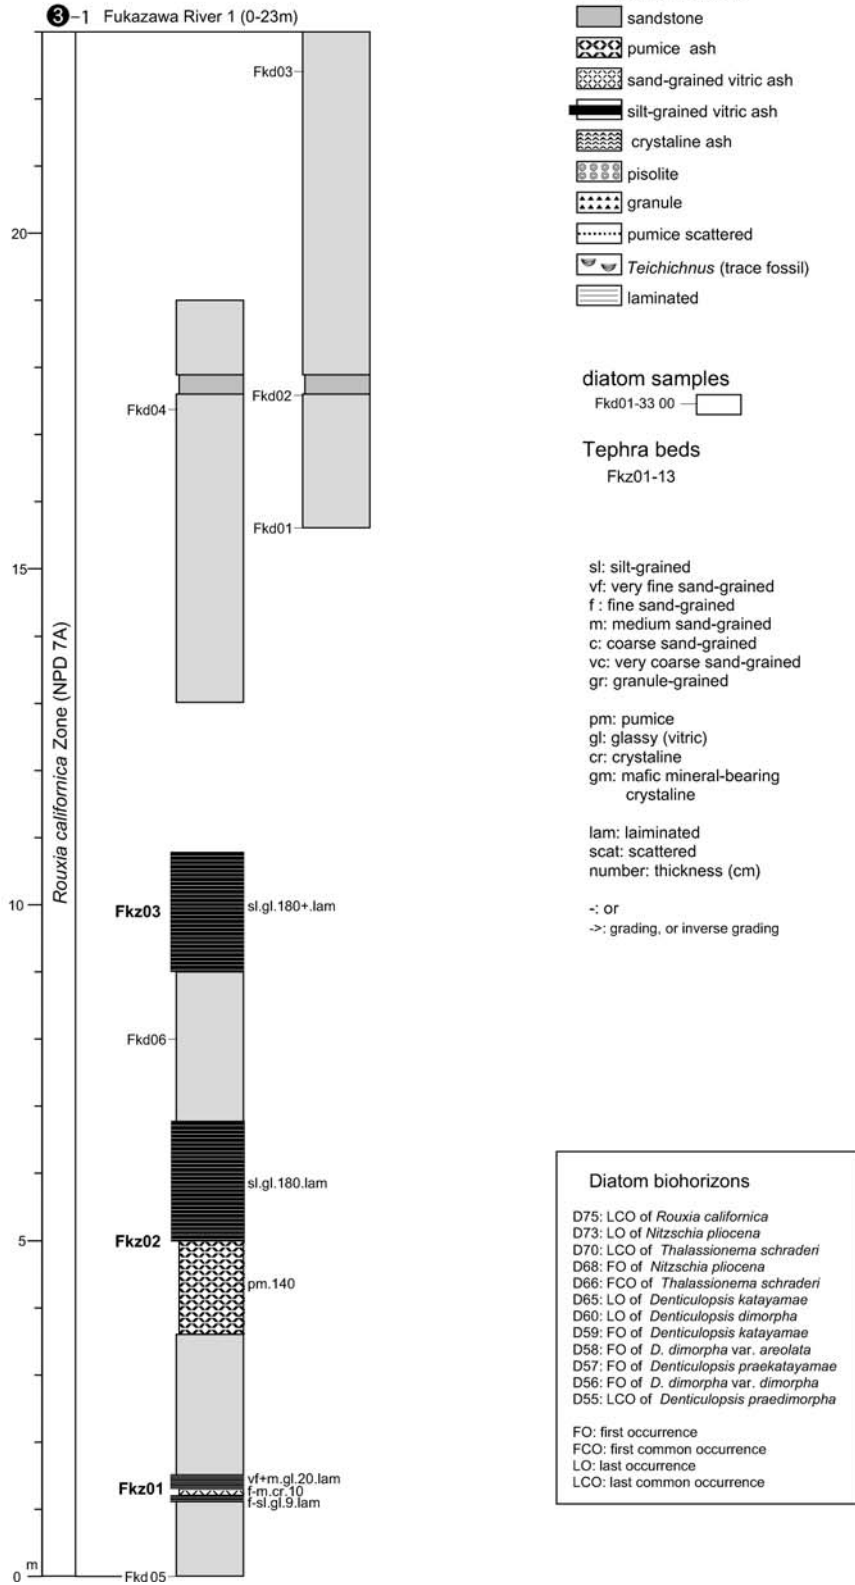 ❸-1 Fukazawa River 1 (0-23m)
Fkd03
20
Fkd04
Fkd02
Fkd01
15
Rouxia californica Zone (NPD 7A)
10
Fkz03
sl.gl.180+.lam
Fkd06
sl.gl.180.lam
5
Fkz02
pm.140
Fkz01
vf+m.gl.20.lam
f-m.cr.10
f-sl.gl.9.lam
m
0
Fkd05
sandstone
pumice ash
sand-grained vitric ash
silt-grained vitric ash
crystaline ash
pisolite
granule
pumice scattered
Teichichnus (trace fossil)
laminated
diatom samples
Fkd01-33 00
Tephra beds
Fkz01-13
sl: silt-grained
vf: very fine sand-grained
f : fine sand-grained
m: medium sand-grained
c: coarse sand-grained
vc: very coarse sand-grained
gr: granule-grained
pm: pumice
gl: glassy (vitric)
cr: crystaline
gm: mafic mineral-bearing
crystaline
lam: laiminated
scat: scattered
number: thickness (cm)
-: or
->: grading, or inverse grading
Diatom biohorizons
D75: LCO of Rouxia californica
D73: LO of Nitzschia pliocena
D70: LCO of Thalassionema schraderi
D68: FO of Nitzschia pliocena
D66: FCO of Thalassionema schraderi
D65: LO of Denticulopsis katayamae
D60: LO of Denticulopsis dimorpha
D59: FO of Denticulopsis katayamae
D58: FO of D. dimorpha var. areolata
D57: FO of Denticulopsis praekatayamae
D56: FO of D. dimorpha var. dimorpha
D55: LCO of Denticulopsis praedimorpha
FO: first occurrence
FCO: first common occurrence
LO: last occurrence
LCO: last common occurrence